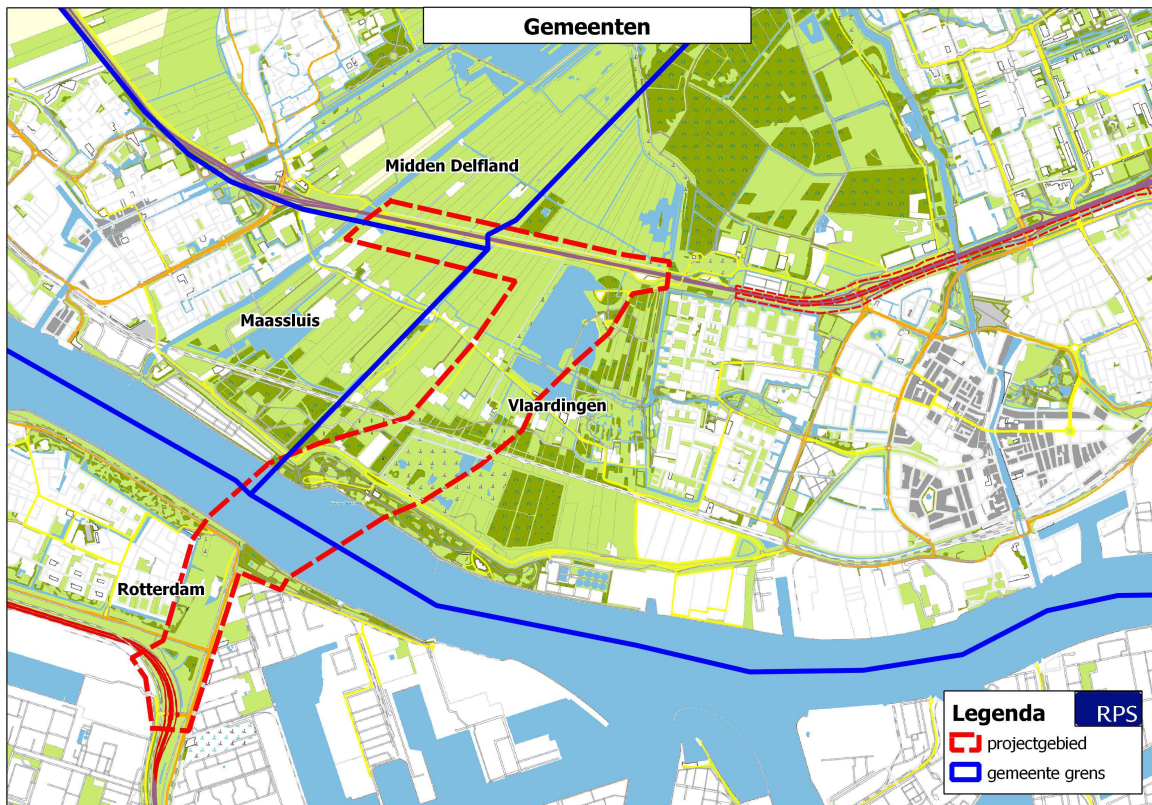 Gemeenten
Midden Delfland
Maassluis
Vlaardingen
Rotterdam
Legenda
RPS
projectgebied
gemeente grens